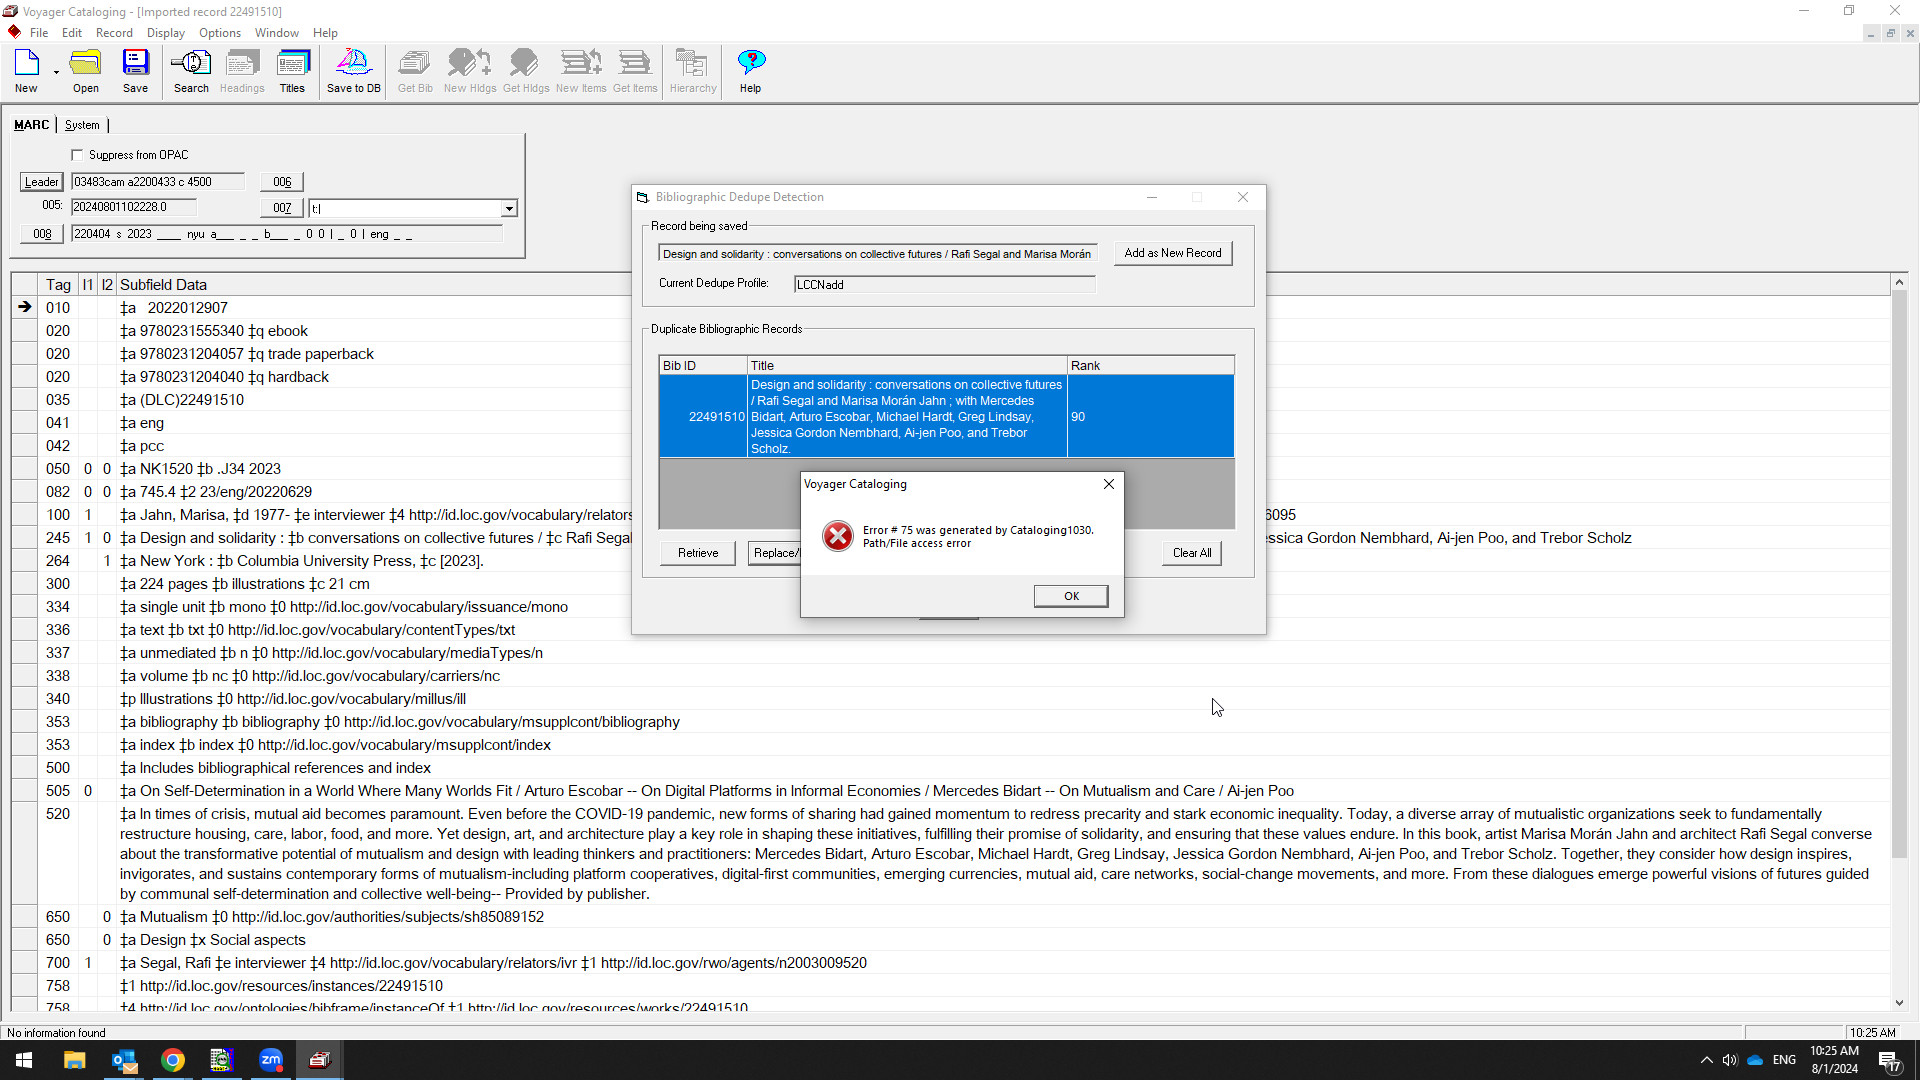 Voyager Cataloging - [Imported record 22491510]
File Edit Record Display Options Window Help
New Open Save Search Headings Titles Save to DB Get Bib New Hldgs Get Hldgs New Items Get Items Hierarchy Help
MARC System
Suppress from OPAC
Leader 03483cam a2200433 c 4500 006
005: 20240801102228.0 007 t:|
008 220404 s 2023 ____ nyu a___ _ _ b___ _ 0 0 | _ 0 | eng _ _
Bibliographic Dedupe Detection
Record being saved
Design and solidarity : conversations on collective futures / Rafi Segal and Marisa Morán
Add as New Record
Current Dedupe Profile: LCCNadd
Duplicate Bibliographic Records
Bib ID Title Rank
22491510
Design and solidarity : conversations on collective futures
/ Rafi Segal and Marisa Morán Jahn ; with Mercedes
Bidart, Arturo Escobar, Michael Hardt, Greg Lindsay,
Jessica Gordon Nembhard, Ai-jen Poo, and Trebor
Scholz.
90
Retrieve Replace/ Clear All
Voyager Cataloging
Error # 75 was generated by Cataloging1030.
Path/File access error
OK
Tag I1 I2 Subfield Data
010 ‡a 2022012907
020 ‡a 9780231555340 ‡q ebook
020 ‡a 9780231204057 ‡q trade paperback
020 ‡a 9780231204040 ‡q hardback
035 ‡a (DLC)22491510
041 ‡a eng
042 ‡a pcc
050 0 0 ‡a NK1520 ‡b .J34 2023
082 0 0 ‡a 745.4 ‡2 23/eng/20220629
100 1 ‡a Jahn, Marisa, ‡d 1977- ‡e interviewer ‡4 http://id.loc.gov/vocabulary/relators 6095
245 1 0 ‡a Design and solidarity : ‡b conversations on collective futures / ‡c Rafi Segal essica Gordon Nembhard, Ai-jen Poo, and Trebor Scholz
264 1 ‡a New York : ‡b Columbia University Press, ‡c [2023].
300 ‡a 224 pages ‡b illustrations ‡c 21 cm
334 ‡a single unit ‡b mono ‡0 http://id.loc.gov/vocabulary/issuance/mono
336 ‡a text ‡b txt ‡0 http://id.loc.gov/vocabulary/contentTypes/txt
337 ‡a unmediated ‡b n ‡0 http://id.loc.gov/vocabulary/mediaTypes/n
338 ‡a volume ‡b nc ‡0 http://id.loc.gov/vocabulary/carriers/nc
340 ‡p Illustrations ‡0 http://id.loc.gov/vocabulary/millus/ill
353 ‡a bibliography ‡b bibliography ‡0 http://id.loc.gov/vocabulary/msupplcont/bibliography
353 ‡a index ‡b index ‡0 http://id.loc.gov/vocabulary/msupplcont/index
500 ‡a Includes bibliographical references and index
505 0 ‡a On Self-Determination in a World Where Many Worlds Fit / Arturo Escobar -- On Digital Platforms in Informal Economies / Mercedes Bidart -- On Mutualism and Care / Ai-jen Poo
520 ‡a In times of crisis, mutual aid becomes paramount. Even before the COVID-19 pandemic, new forms of sharing had gained momentum to redress precarity and stark economic inequality. Today, a diverse array of mutualistic organizations seek to fundamentally
restructure housing, care, labor, food, and more. Yet design, art, and architecture play a key role in shaping these initiatives, fulfilling their promise of solidarity, and ensuring that these values endure. In this book, artist Marisa Morán Jahn and architect Rafi Segal converse
about the transformative potential of mutualism and design with leading thinkers and practitioners: Mercedes Bidart, Arturo Escobar, Michael Hardt, Greg Lindsay, Jessica Gordon Nembhard, Ai-jen Poo, and Trebor Scholz. Together, they consider how design inspires,
invigorates, and sustains contemporary forms of mutualism-including platform cooperatives, digital-first communities, emerging currencies, mutual aid, care networks, social-change movements, and more. From these dialogues emerge powerful visions of futures guided
by communal self-determination and collective well-being-- Provided by publisher.
650 0 ‡a Mutualism ‡0 http://id.loc.gov/authorities/subjects/sh85089152
650 0 ‡a Design ‡x Social aspects
700 1 ‡a Segal, Rafi ‡e interviewer ‡4 http://id.loc.gov/vocabulary/relators/ivr ‡1 http://id.loc.gov/rwo/agents/n2003009520
758 ‡1 http://id.loc.gov/resources/instances/22491510
758 ‡4 http://id.loc.gov/ontologies/bibframe/instanceOf ‡1 http://id.loc.gov/resources/works/22491510
No information found
10:25 AM
zm
ENG
10:25 AM
8/1/2024
17